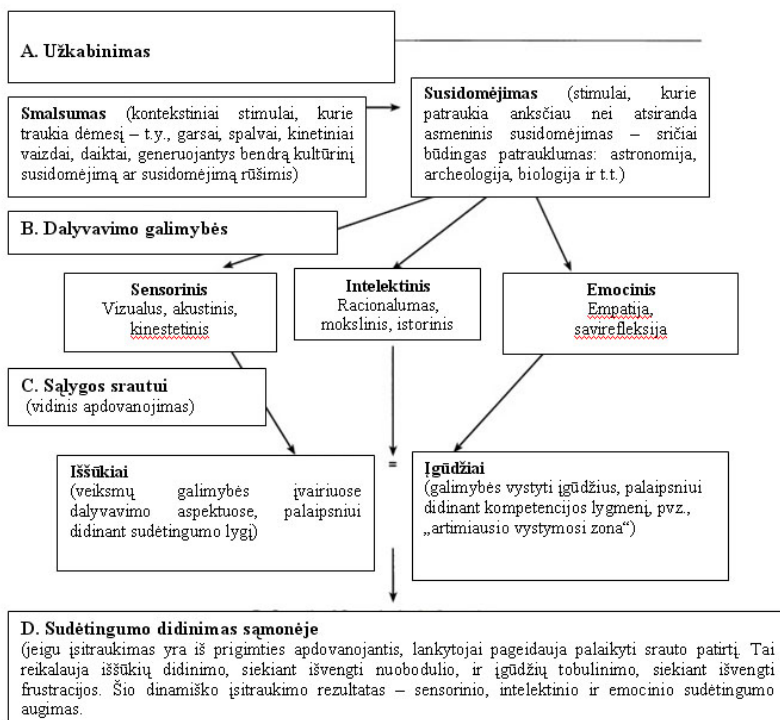 A. Užkabinimas
Smalsumas (kontekstiniai stimulai, kurie
traukia dėmesį – t.y., garsai, spalvai, kinetiniai
vaizdai, daiktai, generuojantys bendrą kultūrinį
susidomėjimą ar susidomėjimą rūšimis)
Susidomėjimas (stimulai, kurie
patraukia anksčiau nei atsiranda
asmeninis susidomėjimas – sričiai
būdingas patrauklumas: astronomija,
archeologija, biologija ir t.t.)
B. Dalyvavimo galimybės
Sensorinis
Vizualus, akustinis,
kinestetinis
Intelektinis
Racionalumas,
mokslinis, istorinis
Emocinis
Empatija,
savirefleksija
C. Sąlygos srautui
(vidinis apdovanojimas)
Iššūkiai
(veiksmų galimybės įvairiuose
dalyvavimo aspektuose, palaipsniui
didinant sudėtingumo lygį)
=
Įgūdžiai
(galimybės vystyti įgūdžius, palaipsniui
didinant kompetencijos lygmenį, pvz.,
„artimiausio vystymosi zona“)
D. Sudėtingumo didinimas sąmonėje
(jeigu įsitraukimas yra iš prigimties apdovanojantis, lankytojai pageidauja palaikyti srauto patirtį. Tai
reikalauja iššūkių didinimo, siekiant išvengti nuobodulio, ir įgūdžių tobulinimo, siekiant išvengti
frustracijos. Šio dinamiško įsitraukimo rezultatas – sensorinio, intelektinio ir emocinio sudėtingumo
augimas.